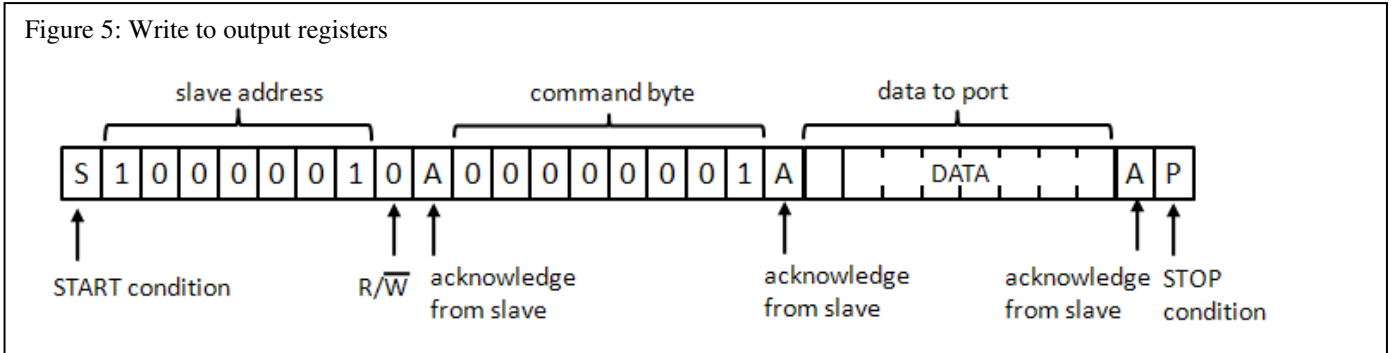 Figure 5: Write to output registers
slave address command byte data to port
S 1 0 0 0 0 0 1 0 A 0 0 0 0 0 0 0 1 A DATA A P
START condition R/W̅ acknowledge from slave acknowledge from slave acknowledge from slave STOP condition